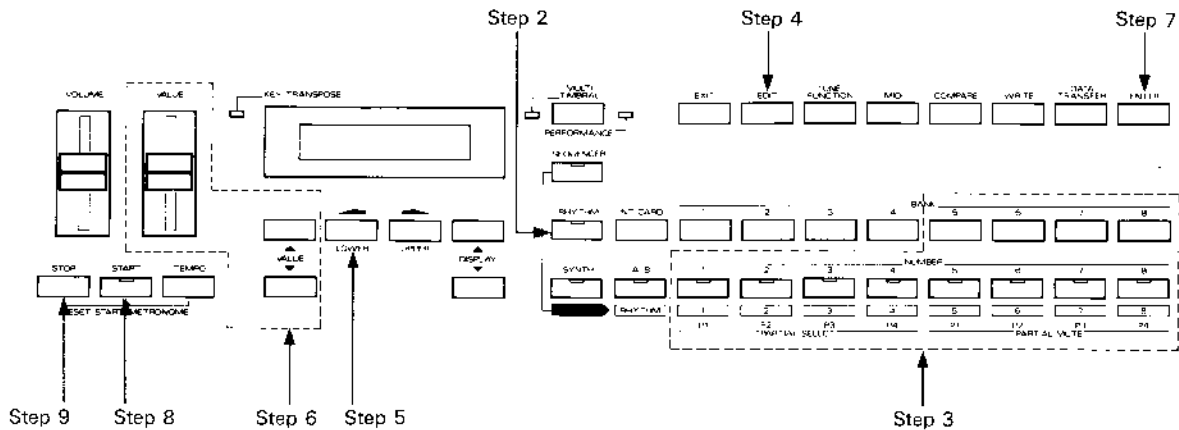 Step 2 Step 4 Step 7
VOLUME VALUE KEY TRANSPOSE MULTI TIMBRAL EXIT EDIT TUNE FUNCTION MIDI COMPARE WRITE DATA TRANSFER ENTER
PERFORMANCE
SEQUENCER
BANK
RHYTHM INT CARD 1 2 3 4 5 6 7 8
LOWER UPPER VALUE DISPLAY
NUMBER
STOP START TEMPO SYNTH A/B 1 2 3 4 5 6 7 8
START METRONOME RHYTHM 1 2 3 4 5 6 7 8
P1 P2 P3 P4 P1 P2 P3 P4
PARTIAL SELECT PARTIAL MUTE
Step 9 Step 8 Step 6 Step 5 Step 3